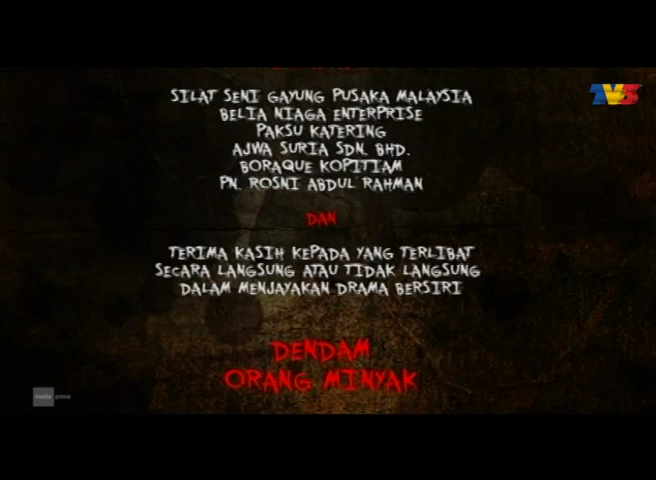 SILAT SENI GAYUNG PUSAKA MALAYSIA
TV3
BELIA NIAGA ENTERPRISE
PAKSU KATERING
AJWA SURIA SDN. BHD.
BORAQUE KOPITIAM
PN. ROSNI ABDUL RAHMAN
DAN
TERIMA KASIH KEPADA YANG TERLIBAT
SECARA LANGSUNG ATAU TIDAK LANGSUNG
DALAM MENJAYAKAN DRAMA BERSIRI
DENDAM
ORANG MINYAK
media prima